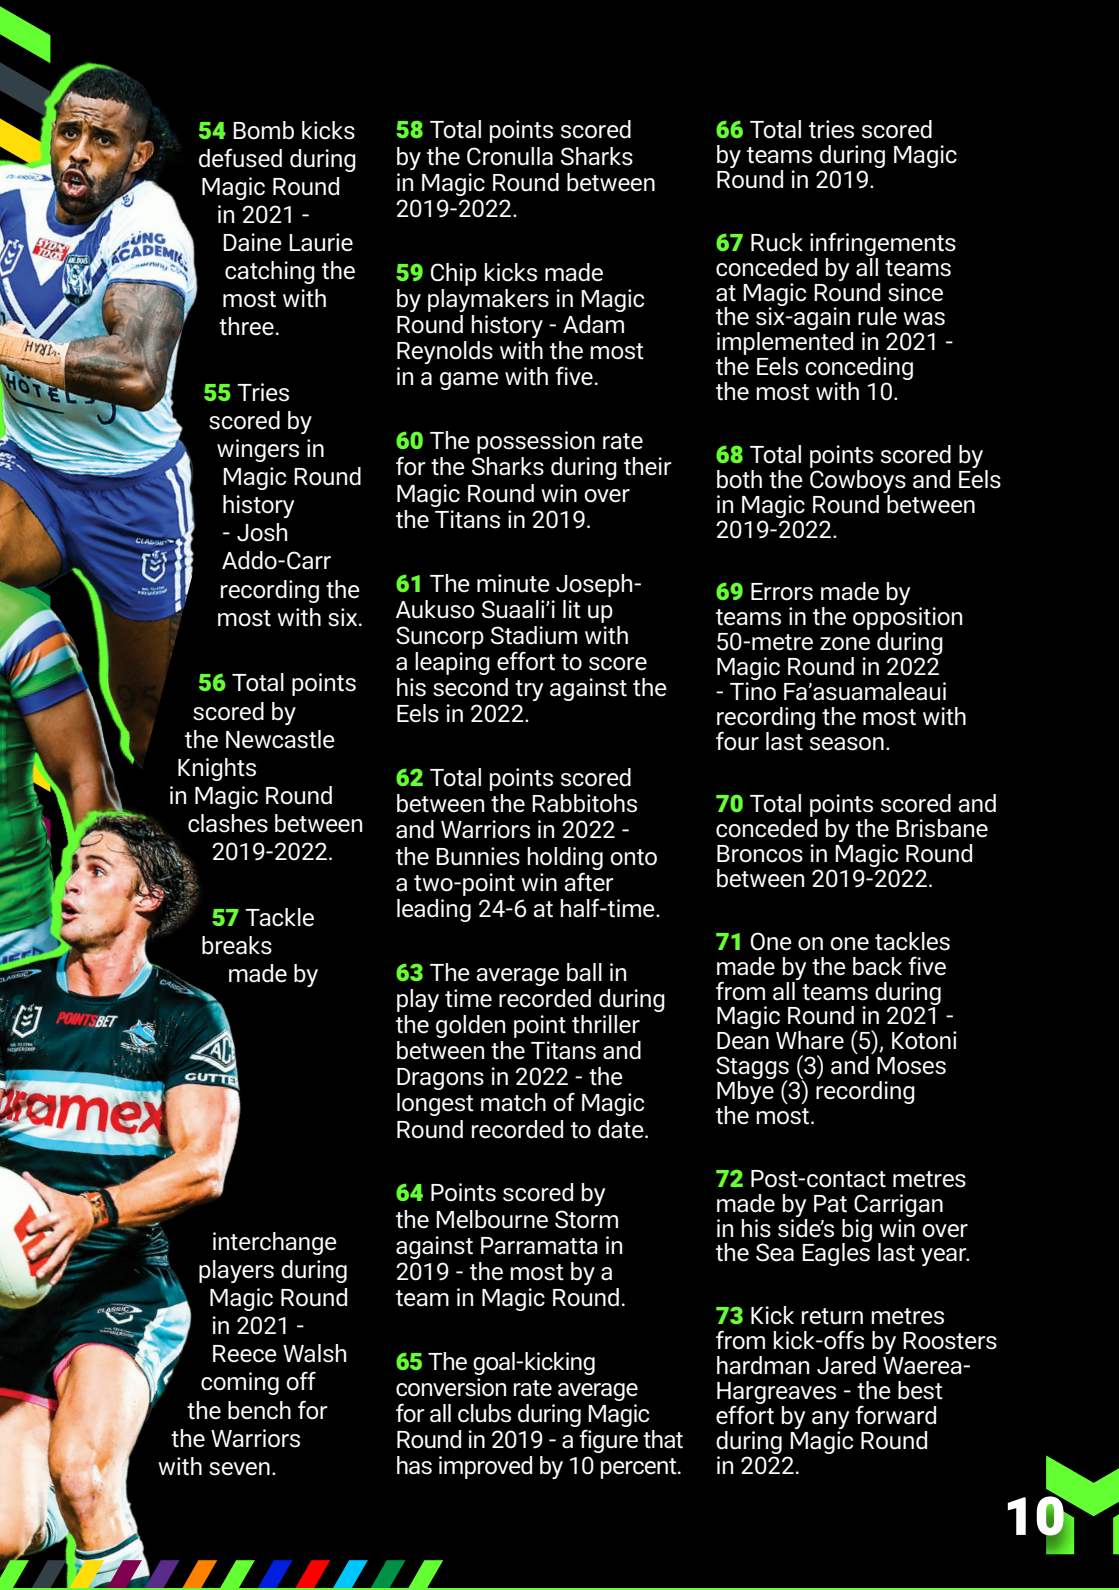 54 Bomb kicks
defused during
Magic Round
in 2021 -
Daine Laurie
catching the
most with
three.
55 Tries
scored by
wingers in
Magic Round
history
- Josh
Addo-Carr
recording the
most with six.
56 Total points
scored by
the Newcastle
Knights
in Magic Round
clashes between
2019-2022.
57 Tackle
breaks
made by
interchange
players during
Magic Round
in 2021 -
Reece Walsh
coming off
the bench for
the Warriors
with seven.
58 Total points scored
by the Cronulla Sharks
in Magic Round between
2019-2022.
59 Chip kicks made
by playmakers in Magic
Round history - Adam
Reynolds with the most
in a game with five.
60 The possession rate
for the Sharks during their
Magic Round win over
the Titans in 2019.
61 The minute Joseph-
Aukuso Suaali’i lit up
Suncorp Stadium with
a leaping effort to score
his second try against the
Eels in 2022.
62 Total points scored
between the Rabbitohs
and Warriors in 2022 -
the Bunnies holding onto
a two-point win after
leading 24-6 at half-time.
63 The average ball in
play time recorded during
the golden point thriller
between the Titans and
Dragons in 2022 - the
longest match of Magic
Round recorded to date.
64 Points scored by
the Melbourne Storm
against Parramatta in
2019 - the most by a
team in Magic Round.
65 The goal-kicking
conversion rate average
for all clubs during Magic
Round in 2019 - a figure that
has improved by 10 percent.
66 Total tries scored
by teams during Magic
Round in 2019.
67 Ruck infringements
conceded by all teams
at Magic Round since
the six-again rule was
implemented in 2021 -
the Eels conceding
the most with 10.
68 Total points scored by
both the Cowboys and Eels
in Magic Round between
2019-2022.
69 Errors made by
teams in the opposition
50-metre zone during
Magic Round in 2022
- Tino Fa’asuamaleaui
recording the most with
four last season.
70 Total points scored and
conceded by the Brisbane
Broncos in Magic Round
between 2019-2022.
71 One on one tackles
made by the back five
from all teams during
Magic Round in 2021 -
Dean Whare (5), Kotoni
Staggs (3) and Moses
Mbye (3) recording
the most.
72 Post-contact metres
made by Pat Carrigan
in his side’s big win over
the Sea Eagles last year.
73 Kick return metres
from kick-offs by Roosters
hardman Jared Waerea-
Hargreaves - the best
effort by any forward
during Magic Round
in 2022.
10
ACADEM
HOTELS
POINTSBET
CLASSIC
AC
GUTTE
aramex